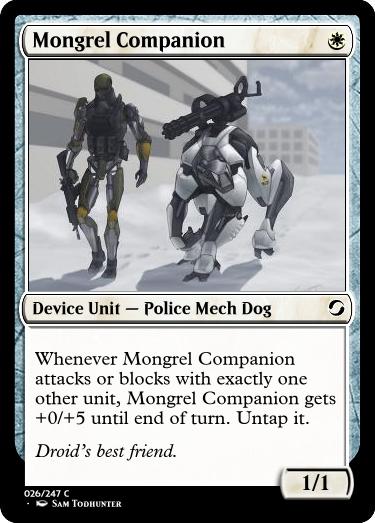 Mongrel Companion
Device Unit — Police Mech Dog
Whenever Mongrel Companion
attacks or blocks with exactly one
other unit, Mongrel Companion gets
+0/+5 until end of turn. Untap it.
Droid's best friend.
1/1
026/247 C
· Sam Todhunter